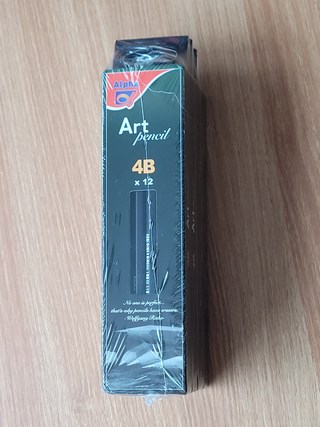 Alpha
Art
pencil
4B
x 12
No one is perfect...
that's why pencils have erasers.
Wolfgang Riebe